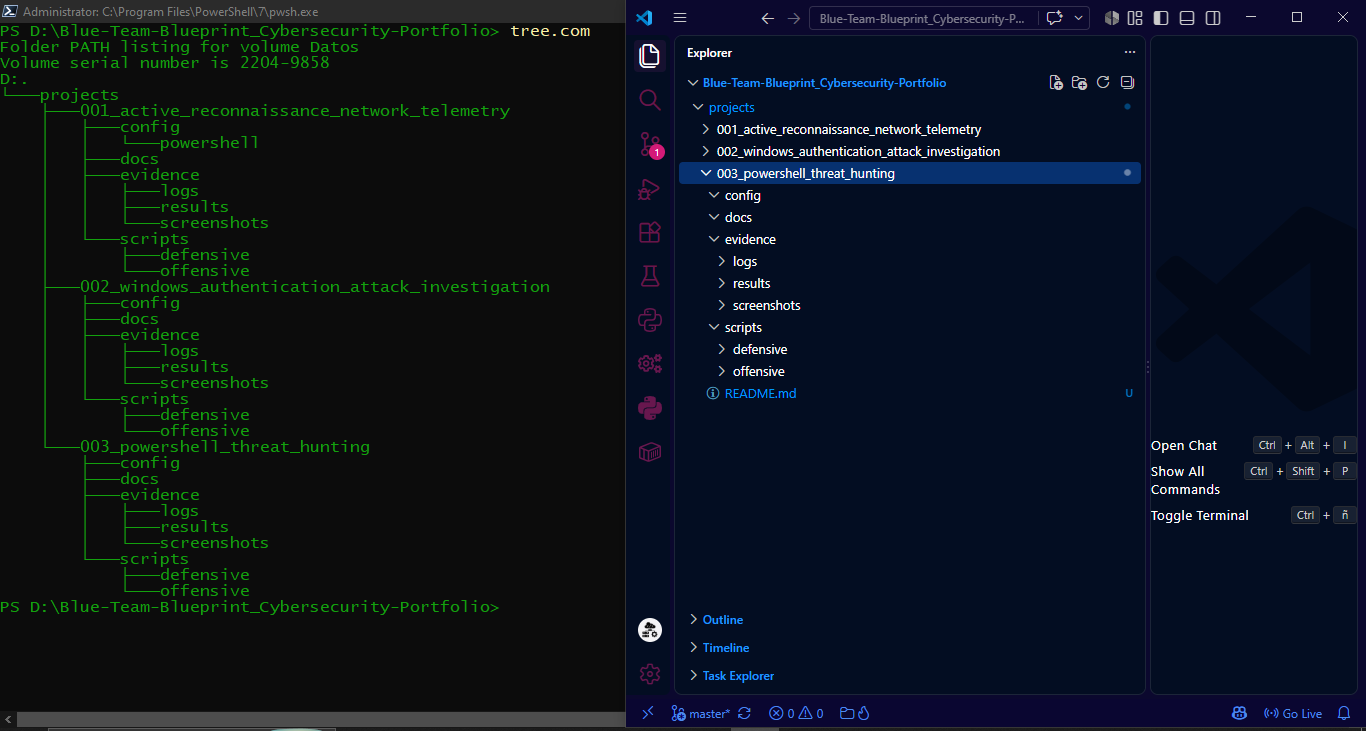 Administrator: C:\Program Files\PowerShell\7\pwsh.exe
PS D:\Blue-Team-Blueprint_Cybersecurity-Portfolio> tree.com
Folder PATH listing for volume Datos
Volume serial number is 2204-9858
D:.
└───projects
    ├───001_active_reconnaissance_network_telemetry
    │   ├───config
    │   │   └───powershell
    │   ├───docs
    │   ├───evidence
    │   │   ├───logs
    │   │   ├───results
    │   │   └───screenshots
    │   └───scripts
    │       ├───defensive
    │       └───offensive
    ├───002_windows_authentication_attack_investigation
    │   ├───config
    │   ├───docs
    │   ├───evidence
    │   │   ├───logs
    │   │   ├───results
    │   │   └───screenshots
    │   └───scripts
    │       ├───defensive
    │       └───offensive
    └───003_powershell_threat_hunting
        ├───config
        ├───docs
        ├───evidence
        │   ├───logs
        │   ├───results
        │   └───screenshots
        └───scripts
            ├───defensive
            └───offensive
PS D:\Blue-Team-Blueprint_Cybersecurity-Portfolio>
Blue-Team-Blueprint_Cybersecurity-P...
Explorer
Blue-Team-Blueprint_Cybersecurity-Portfolio
projects
001_active_reconnaissance_network_telemetry
002_windows_authentication_attack_investigation
003_powershell_threat_hunting
config
docs
evidence
logs
results
screenshots
scripts
defensive
offensive
README.md U
1
Outline
Timeline
Task Explorer
Open Chat Ctrl + Alt + I
Show All Commands Ctrl + Shift + P
Toggle Terminal Ctrl + ñ
master* 0 0 Go Live